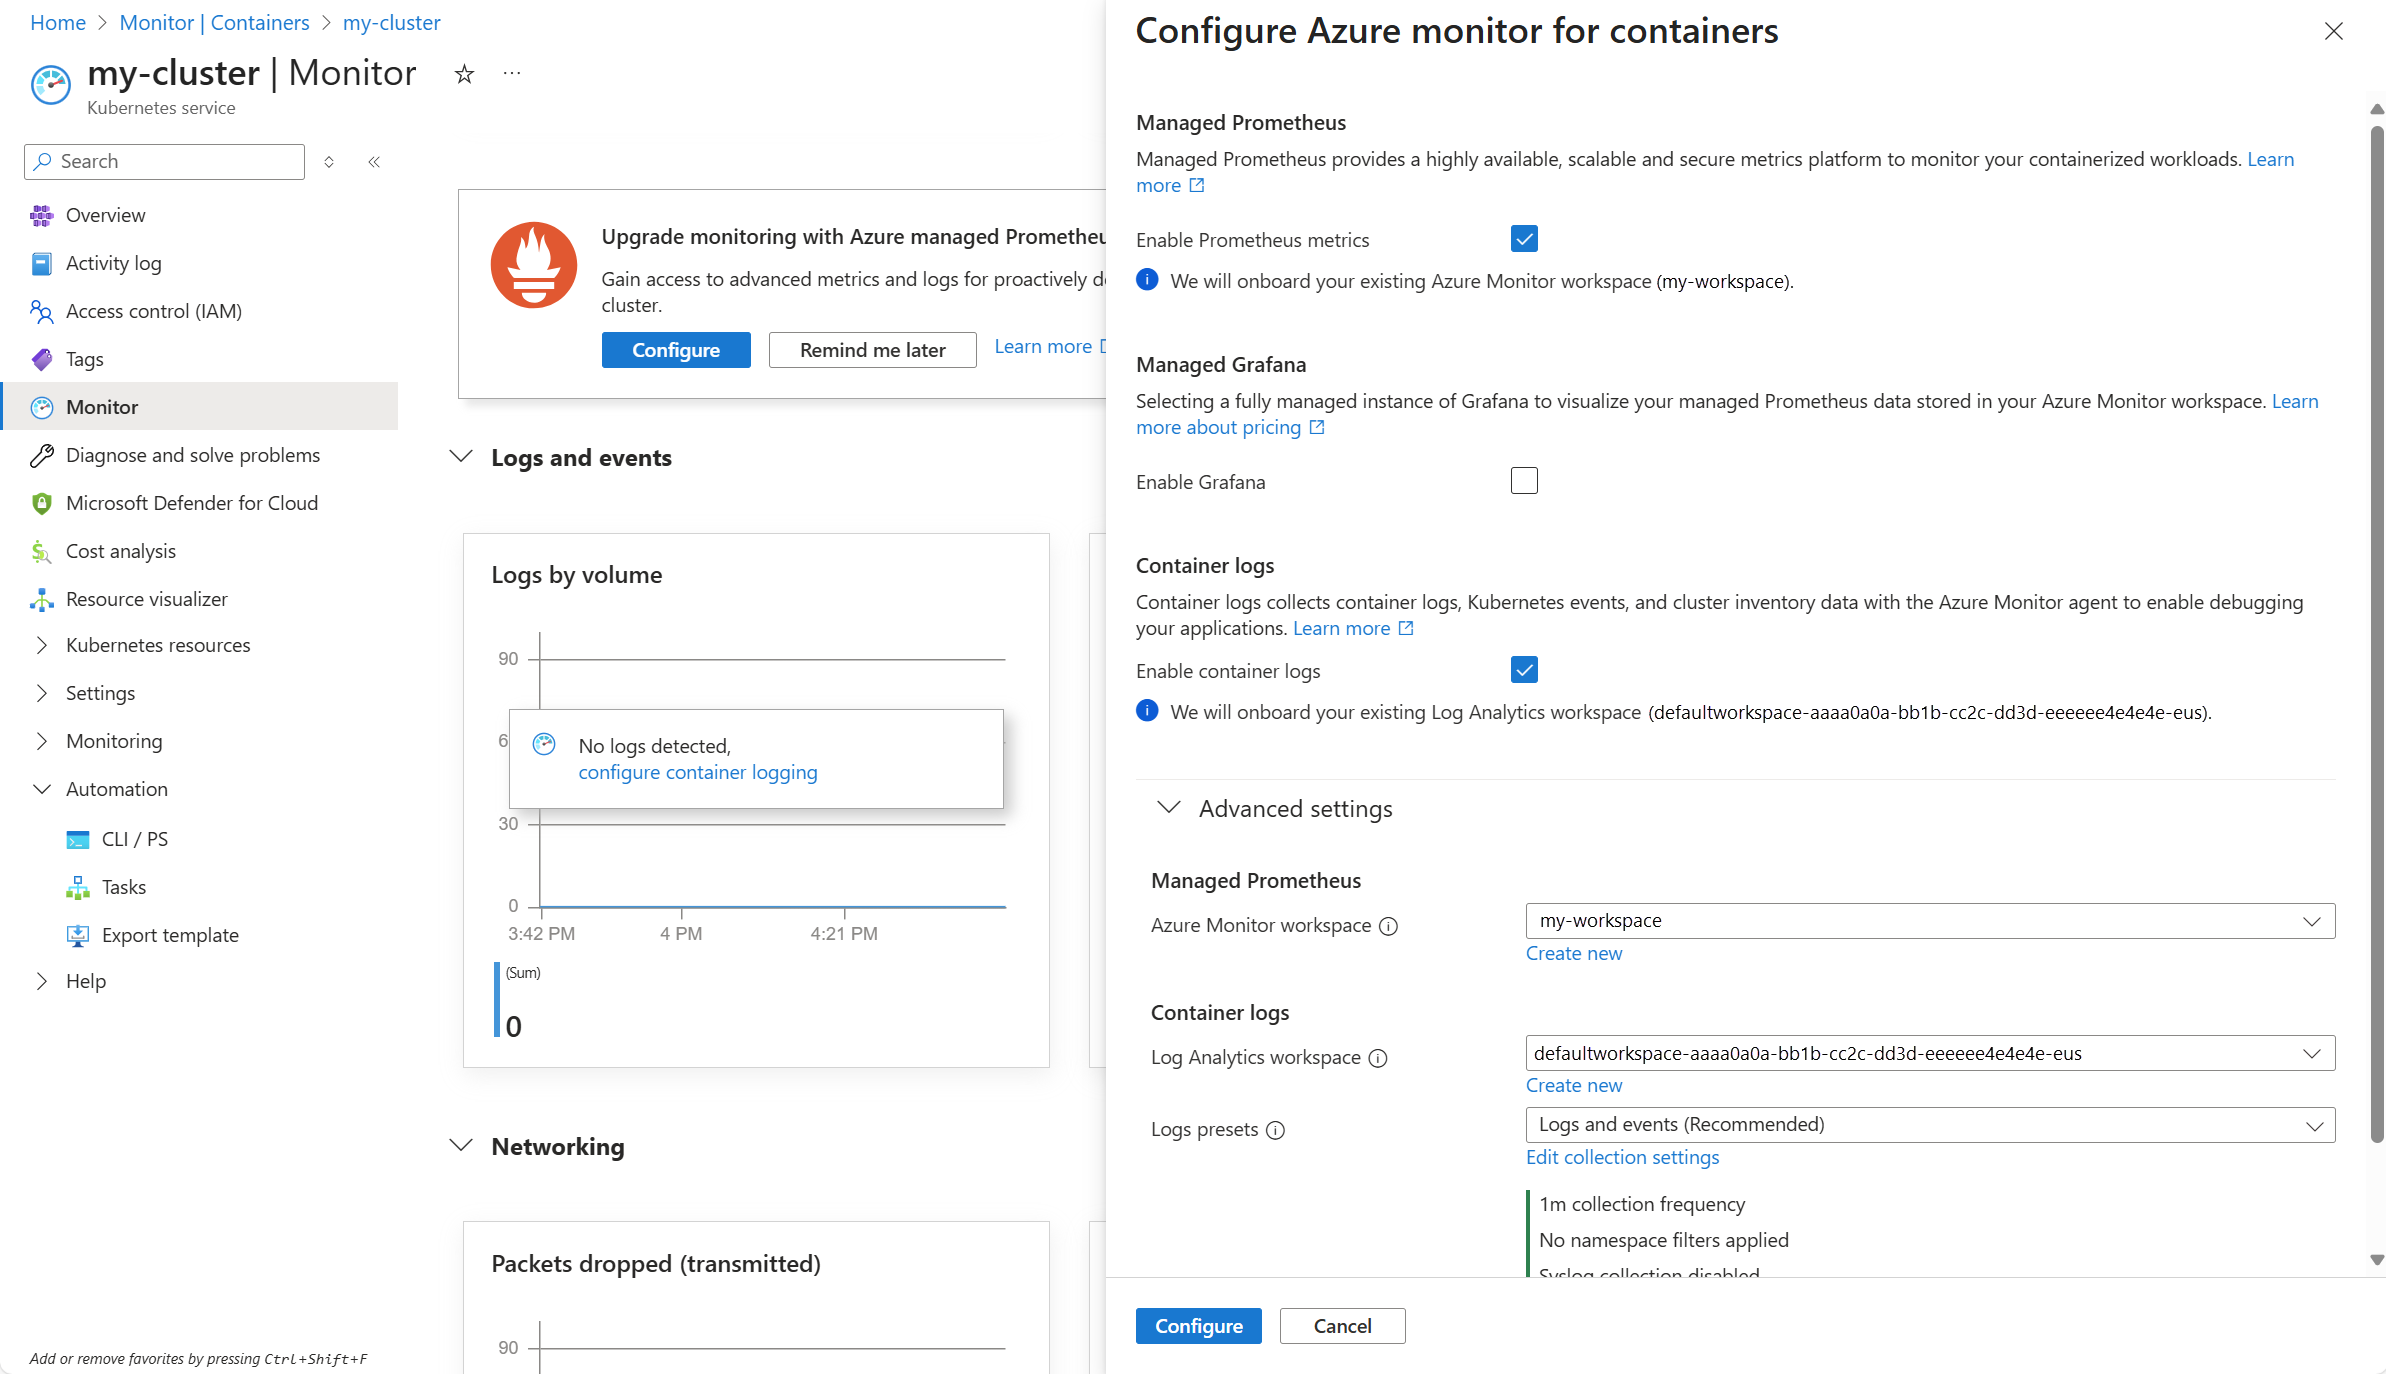 Home > Monitor | Containers > my-cluster
my-cluster | Monitor
Kubernetes service
Search
Overview
Activity log
Access control (IAM)
Tags
Monitor
Diagnose and solve problems
Microsoft Defender for Cloud
Cost analysis
Resource visualizer
Kubernetes resources
Settings
Monitoring
Automation
CLI / PS
Tasks
Export template
Help
Add or remove favorites by pressing Ctrl+Shift+F
Upgrade monitoring with Azure managed Prometheu
Gain access to advanced metrics and logs for proactively d
cluster.
Configure
Remind me later
Learn more
Logs and events
Logs by volume
90
6
No logs detected,
configure container logging
30
0
3:42 PM
4 PM
4:21 PM
(Sum)
0
Networking
Packets dropped (transmitted)
90
Configure Azure monitor for containers
Managed Prometheus
Managed Prometheus provides a highly available, scalable and secure metrics platform to monitor your containerized workloads. Learn
more
Enable Prometheus metrics
We will onboard your existing Azure Monitor workspace (my-workspace).
Managed Grafana
Selecting a fully managed instance of Grafana to visualize your managed Prometheus data stored in your Azure Monitor workspace. Learn
more about pricing
Enable Grafana
Container logs
Container logs collects container logs, Kubernetes events, and cluster inventory data with the Azure Monitor agent to enable debugging
your applications. Learn more
Enable container logs
We will onboard your existing Log Analytics workspace (defaultworkspace-aaaa0a0a-bb1b-cc2c-dd3d-eeeeee4e4e4e-eus).
Advanced settings
Managed Prometheus
Azure Monitor workspace
my-workspace
Create new
Container logs
Log Analytics workspace
defaultworkspace-aaaa0a0a-bb1b-cc2c-dd3d-eeeeee4e4e4e-eus
Create new
Logs presets
Logs and events (Recommended)
Edit collection settings
1m collection frequency
No namespace filters applied
Syslog collection disabled
Configure
Cancel